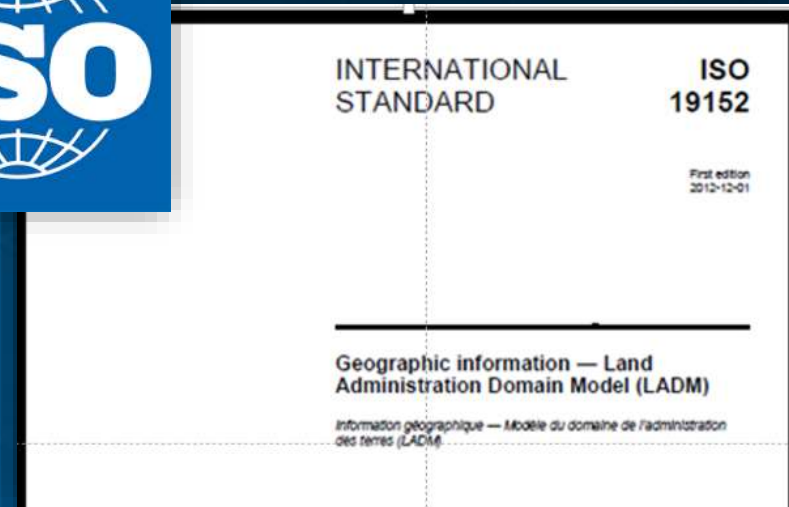 SO
INTERNATIONAL
STANDARD
ISO
19152
First edition
2012-12-01
Geographic information — Land
Administration Domain Model (LADM)
Information géographique — Modèle du domaine de l'administration
des terres (LADM)